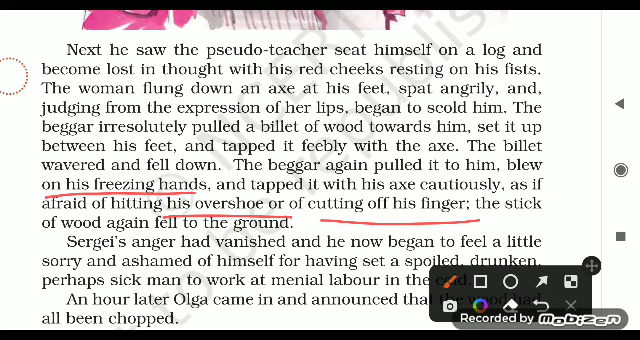 Next he saw the pseudo-teacher seat himself on a log and
become lost in thought with his red cheeks resting on his fists.
The woman flung down an axe at his feet, spat angrily, and,
judging from the expression of her lips, began to scold him. The
beggar irresolutely pulled a billet of wood towards him, set it up
between his feet, and tapped it feebly with the axe. The billet
wavered and fell down. The beggar again pulled it to him, blew
on his freezing hands, and tapped it with his axe cautiously, as if
afraid of hitting his overshoe or of cutting off his finger; the stick
of wood again fell to the ground.
Sergei's anger had vanished and he now began to feel a little
sorry and ashamed of himself for having set a spoiled, drunken,
perhaps sick man to work at menial labour in the cold.
An hour later Olga came in and announced that the wood had
all been chopped.
Recorded by mobizen